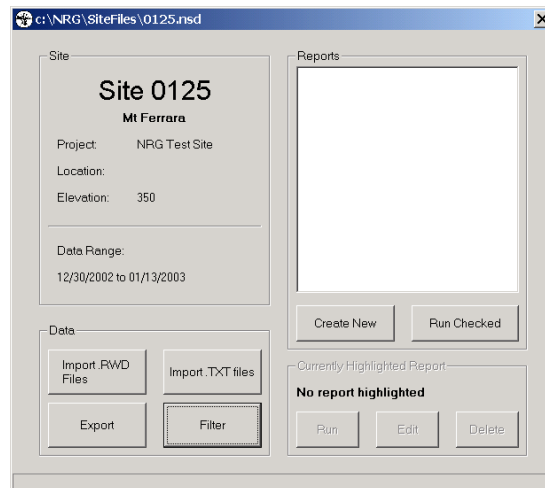 c:\NRG\SiteFiles\0125.nsd
Site
Site 0125
Mt Ferrara
Project: NRG Test Site
Location:
Elevation: 350
Data Range:
12/30/2002 to 01/13/2003
Data
Import .RWD
Files
Import .TXT files
Export
Filter
Reports
Create New
Run Checked
Currently Highlighted Report
No report highlighted
Run
Edit
Delete